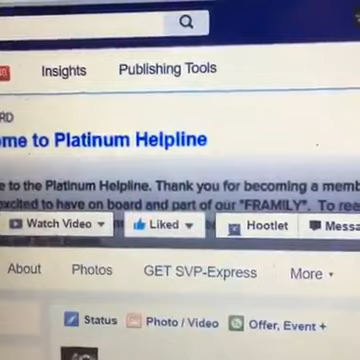 Insights Publishing Tools
RD
me to Platinum Helpline
e to the Platinum Helpline. Thank you for becoming a memb
excited to have on board and part of our "FRAMILY". To
Watch Video Liked Hootlet Messa
About Photos GET SVP-Express More
Status Photo / Video Offer, Event +